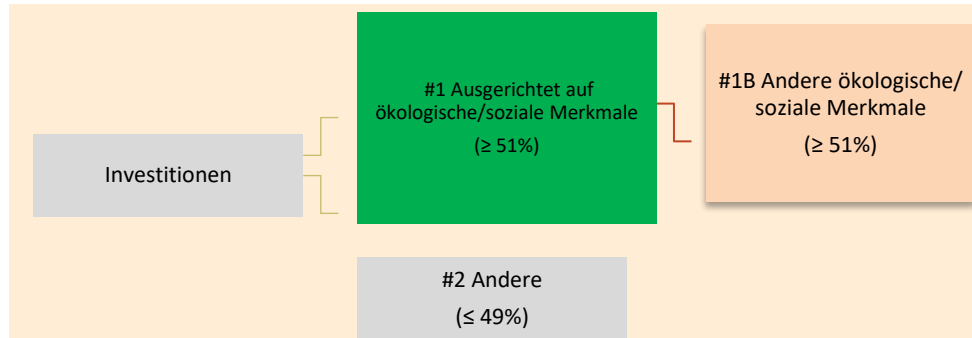 Investitionen
#1 Ausgerichtet auf
ökologische/soziale Merkmale
(≥ 51%)
#1B Andere ökologische/
soziale Merkmale
(≥ 51%)
#2 Andere
(≤ 49%)